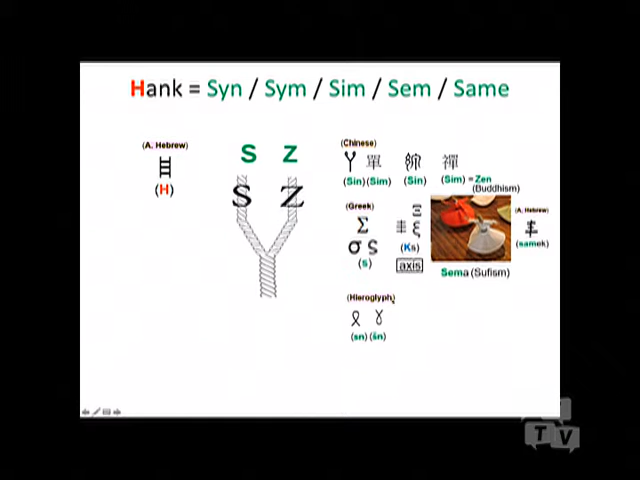 Hank = Syn / Sym / Sim / Sem / Same
(A. Hebrew)
(H)
S Z
S Z
(Chinese)
單 禪
(Sin) (Sim) (Sin) (Sim) = Zen
(Buddhism)
(Greek)
Σ Ξ
σ ς ξ
(s) (Ks)
axis
(A. Hebrew)
(samek)
Sema (Sufism)
(Hieroglyph)
(sn) (šn)
TV